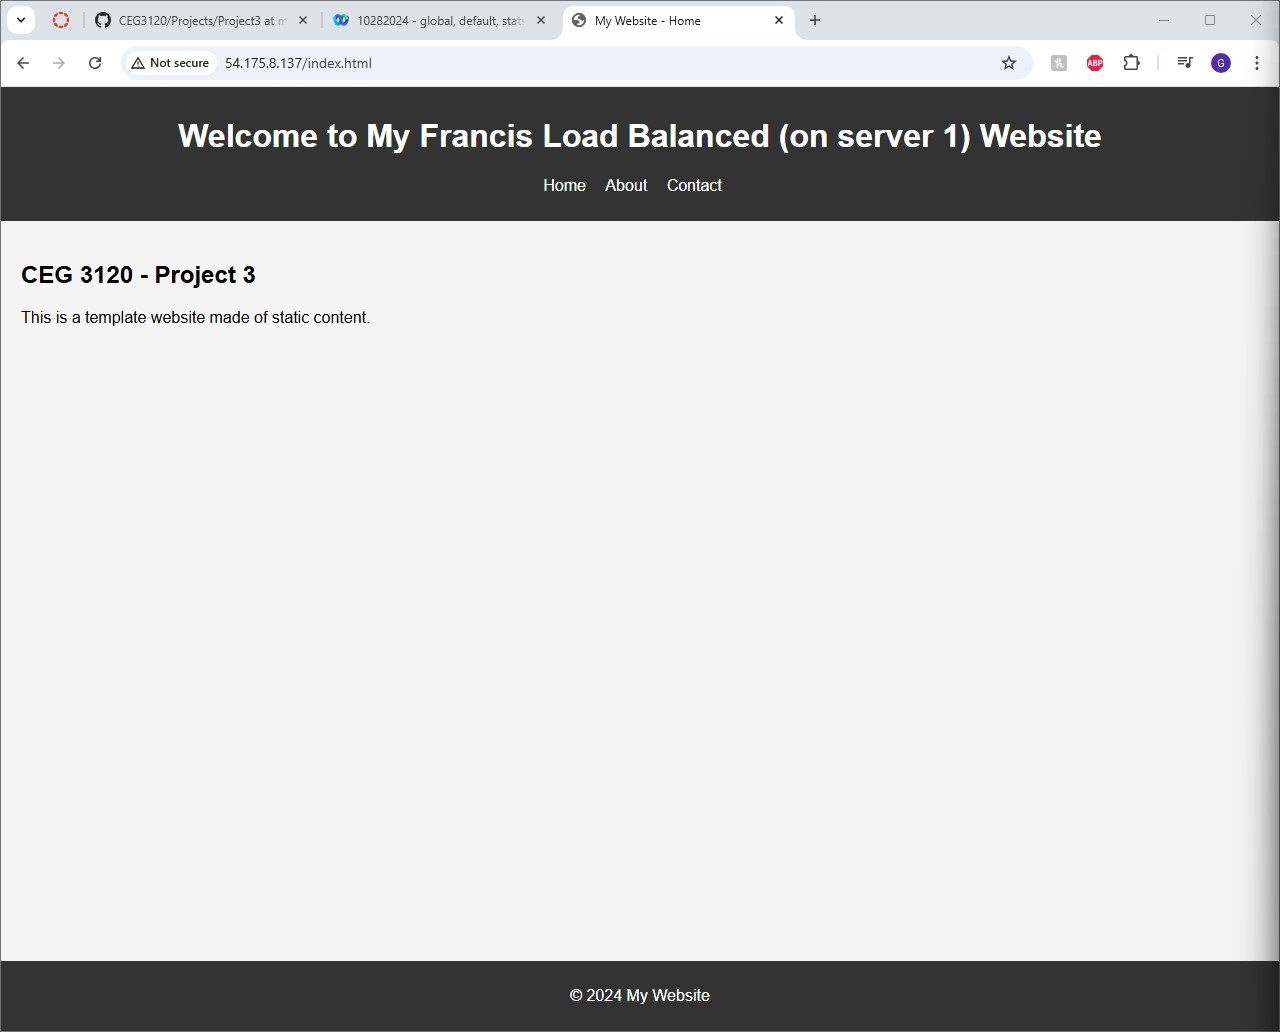 CEG3120/Projects/Project3 at m
10282024 - global, default, stat
My Website - Home
Not secure
54.175.8.137/index.html
ABP
G
Welcome to My Francis Load Balanced (on server 1) Website
Home About Contact
CEG 3120 - Project 3
This is a template website made of static content.
© 2024 My Website